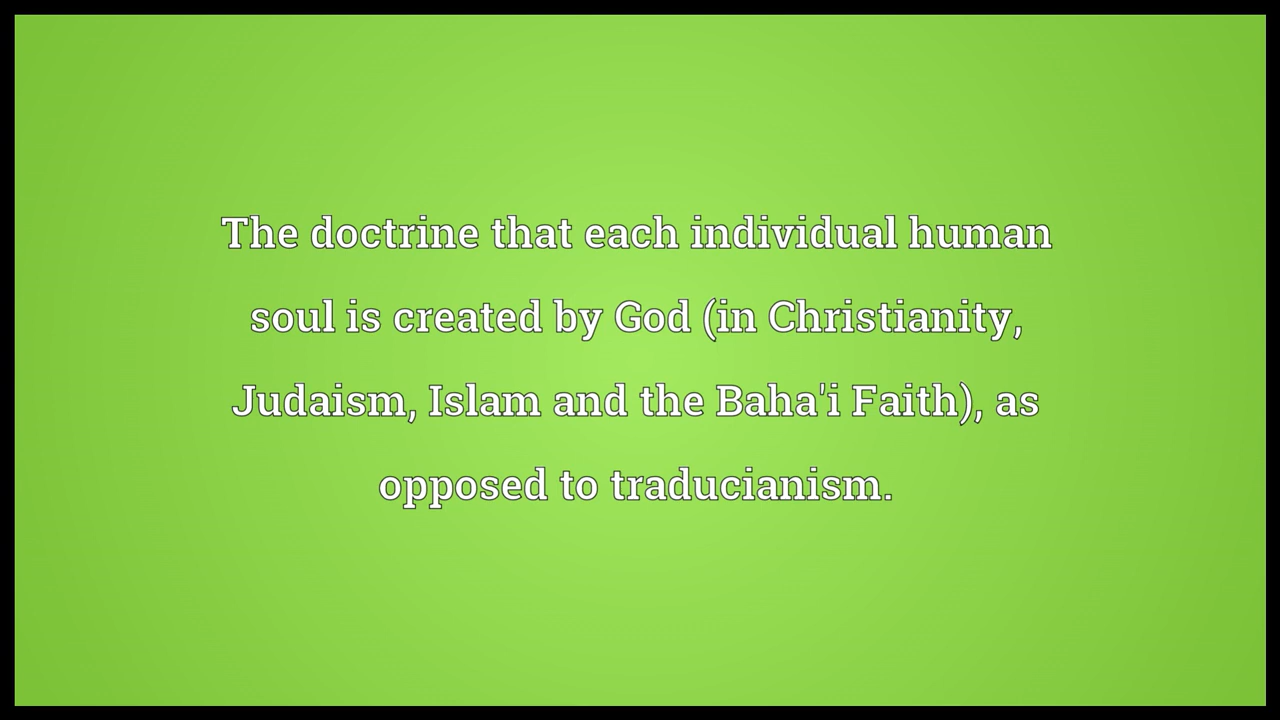 The doctrine that each individual human
soul is created by God (in Christianity,
Judaism, Islam and the Baha'i Faith), as
opposed to traducianism.